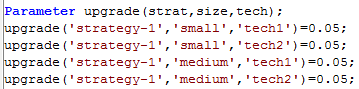 Parameter upgrade(strat,size,tech);
upgrade('strategy-1','small','tech1')=0.05;
upgrade('strategy-1','small','tech2')=0.05;
upgrade('strategy-1','medium','tech1')=0.05;
upgrade('strategy-1','medium','tech2')=0.05;